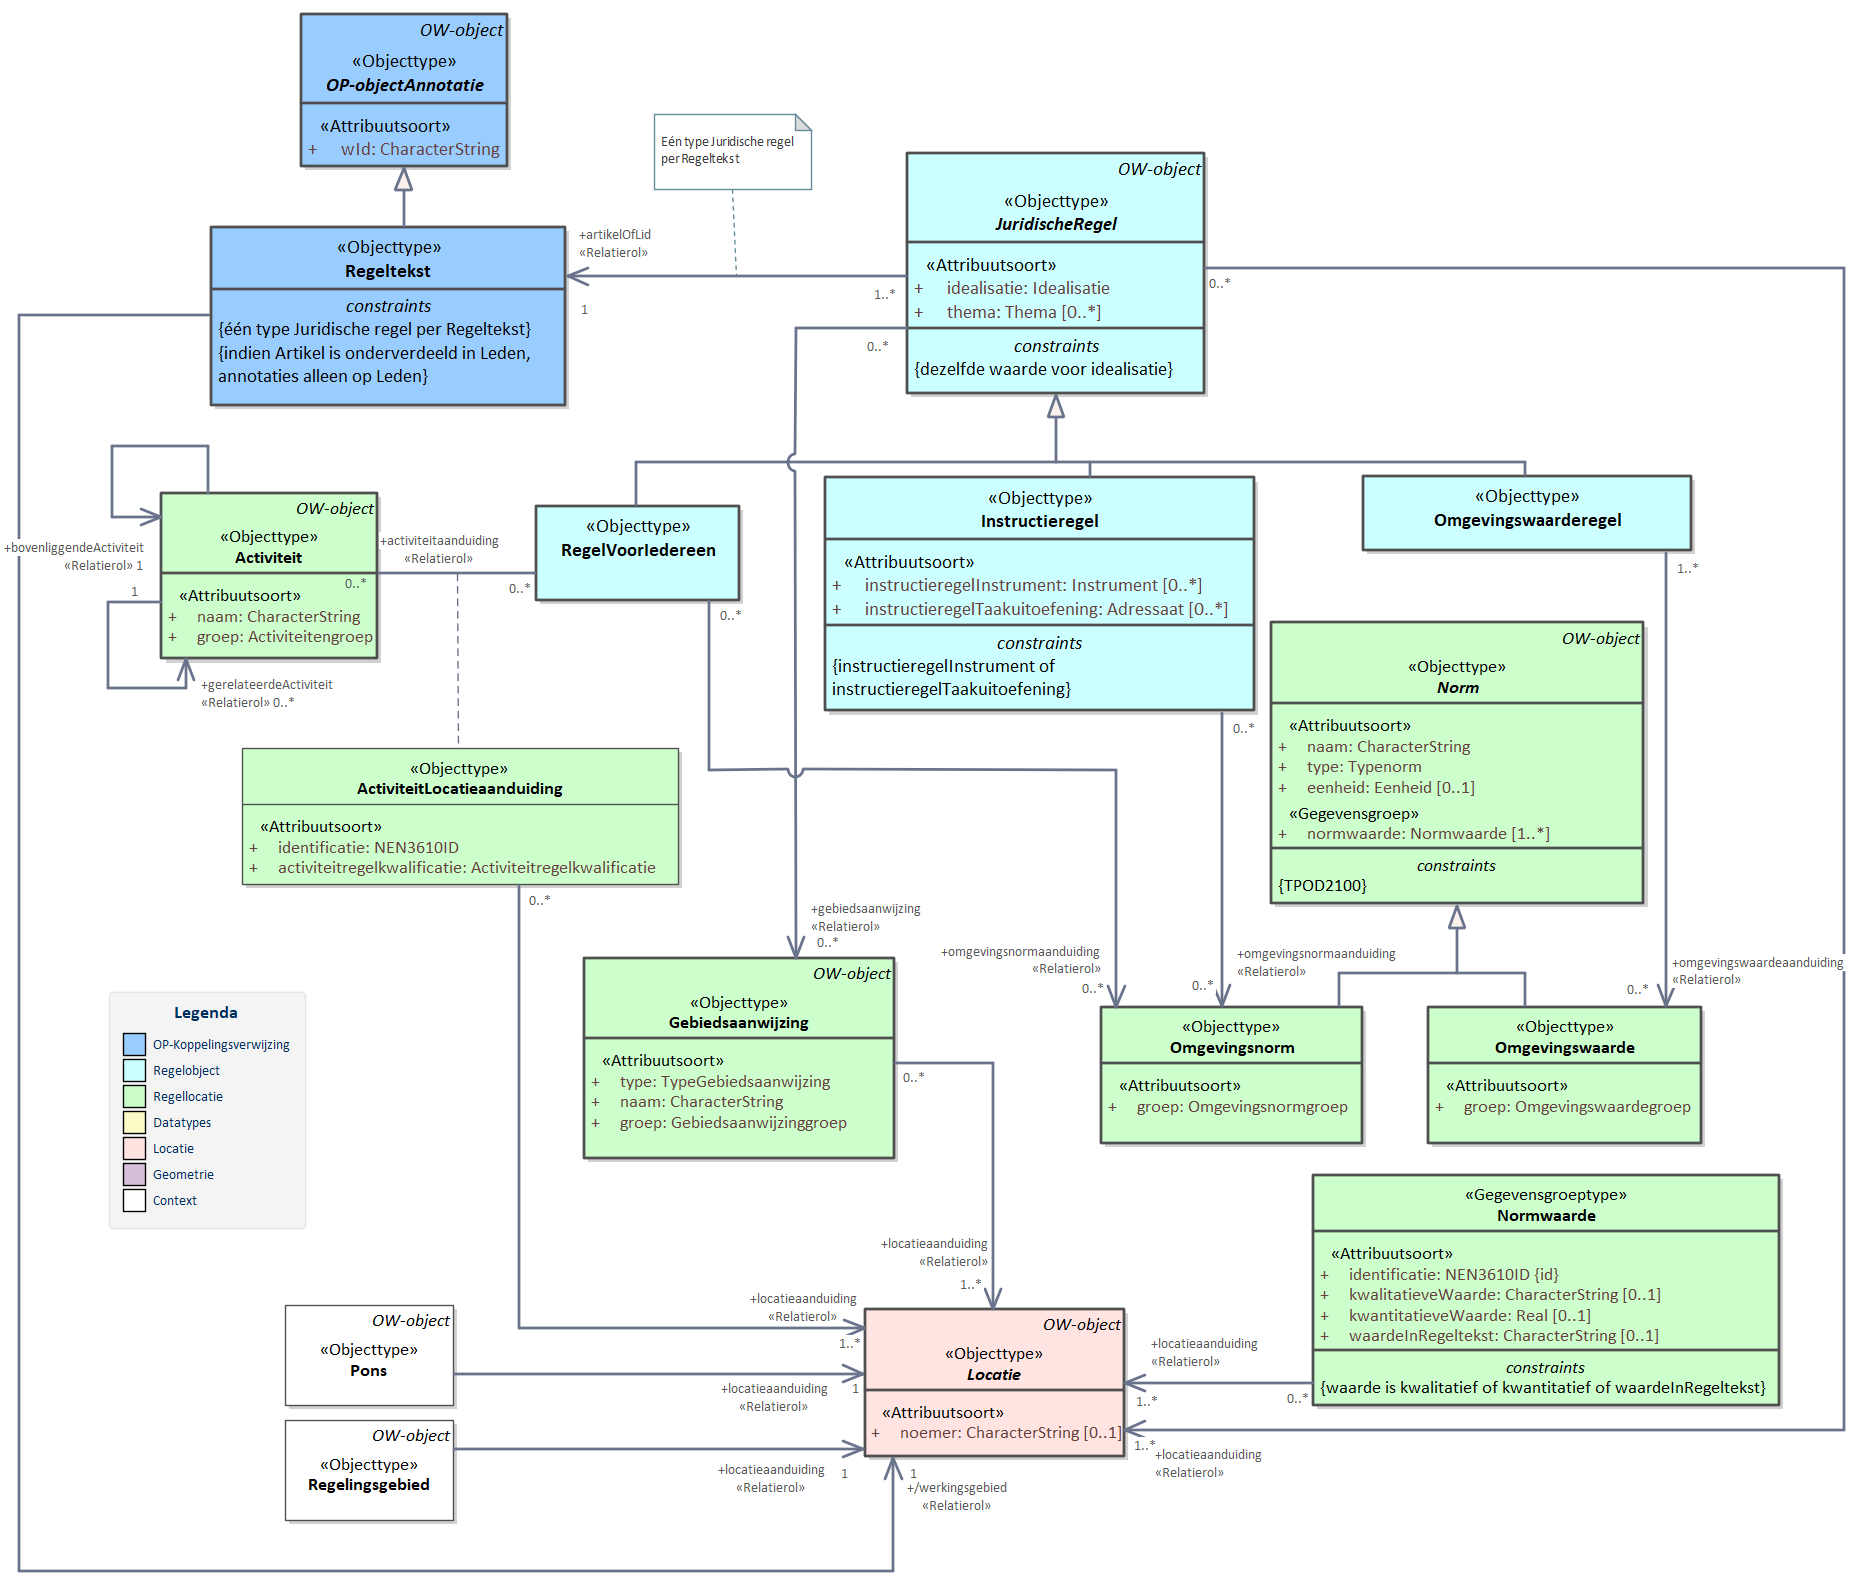 OW-object
«Objecttype»
OP-objectAnnotatie
«Attribuutsoort»
+ wId: CharacterString
Eén type Juridische regel
per Regeltekst
OW-object
«Objecttype»
JuridischeRegel
«Attribuutsoort»
+ idealisatie: Idealisatie
+ thema: Thema [0..*]
constraints
{dezelfde waarde voor idealisatie}
«Objecttype»
Regeltekst
constraints
{één type Juridische regel per Regeltekst}
{indien Artikel is onderverdeeld in Leden,
annotaties alleen op Leden}
+artikelOfLid
«Relatierol»
1
1..*
0..*
0..*
OW-object
«Objecttype»
Activiteit
«Attribuutsoort»
+ naam: CharacterString
+ groep: Activiteitengroep
+bovenliggendeActiviteit
«Relatierol» 1
1
+gerelateerdeActiviteit
«Relatierol» 0..*
+activiteitaanduiding
«Relatierol»
0..*
0..*
«Objecttype»
RegelVoorIedereen
0..*
«Objecttype»
Instructieregel
«Attribuutsoort»
+ instructieregelInstrument: Instrument [0..*]
+ instructieregelTaakuitoefening: Adressaat [0..*]
constraints
{instructieregelInstrument of
instructieregelTaakuitoefening}
0..*
«Objecttype»
Omgevingswaarderegel
1..*
OW-object
«Objecttype»
Norm
«Attribuutsoort»
+ naam: CharacterString
+ type: Typenorm
+ eenheid: Eenheid [0..1]
«Gegevensgroep»
+ normwaarde: Normwaarde [1..*]
constraints
{TPOD2100}
«Objecttype»
ActiviteitLocatieaanduiding
«Attribuutsoort»
+ identificatie: NEN3610ID
+ activiteitregelkwalificatie: Activiteitregelkwalificatie
0..*
+gebiedsaanwijzing
«Relatierol»
0..*
+omgevingsnormaanduiding
«Relatierol»
0..*
+omgevingsnormaanduiding
«Relatierol»
0..*
+omgevingswaardeaanduiding
«Relatierol»
0..*
OW-object
«Objecttype»
Gebiedsaanwijzing
«Attribuutsoort»
+ type: TypeGebiedsaanwijzing
+ naam: CharacterString
+ groep: Gebiedsaanwijzinggroep
0..*
«Objecttype»
Omgevingsnorm
«Attribuutsoort»
+ groep: Omgevingsnormgroep
«Objecttype»
Omgevingswaarde
«Attribuutsoort»
+ groep: Omgevingswaardegroep
Legenda
OP-Koppelingsverwijzing
Regelobject
Regellocatie
Datatypes
Locatie
Geometrie
Context
«Gegevensgroeptype»
Normwaarde
«Attribuutsoort»
+ identificatie: NEN3610ID {id}
+ kwalitatieveWaarde: CharacterString [0..1]
+ kwantitatieveWaarde: Real [0..1]
+ waardeInRegeltekst: CharacterString [0..1]
constraints
{waarde is kwalitatief of kwantitatief of waardeInRegeltekst}
0..*
+locatieaanduiding
«Relatierol»
1..*
+locatieaanduiding
«Relatierol»
1..*
OW-object
«Objecttype»
Pons
+locatieaanduiding
«Relatierol»
1
OW-object
«Objecttype»
Locatie
«Attribuutsoort»
+ noemer: CharacterString [0..1]
+locatieaanduiding
«Relatierol»
1..*
1..*
+locatieaanduiding
«Relatierol»
OW-object
«Objecttype»
Regelingsgebied
+locatieaanduiding
«Relatierol»
1
1
+/werkingsgebied
«Relatierol»